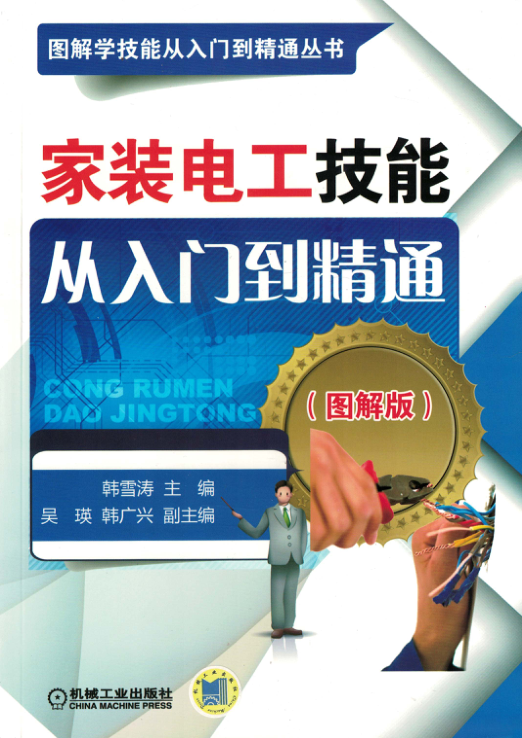 图解学技能从入门到精通丛书
家装电工技能
从入门到精通
CONG RUMEN
DAO JINGTONG
（图解版）
韩雪涛 主 编
吴 瑛 韩广兴 副主编
机械工业出版社
CHINA MACHINE PRESS